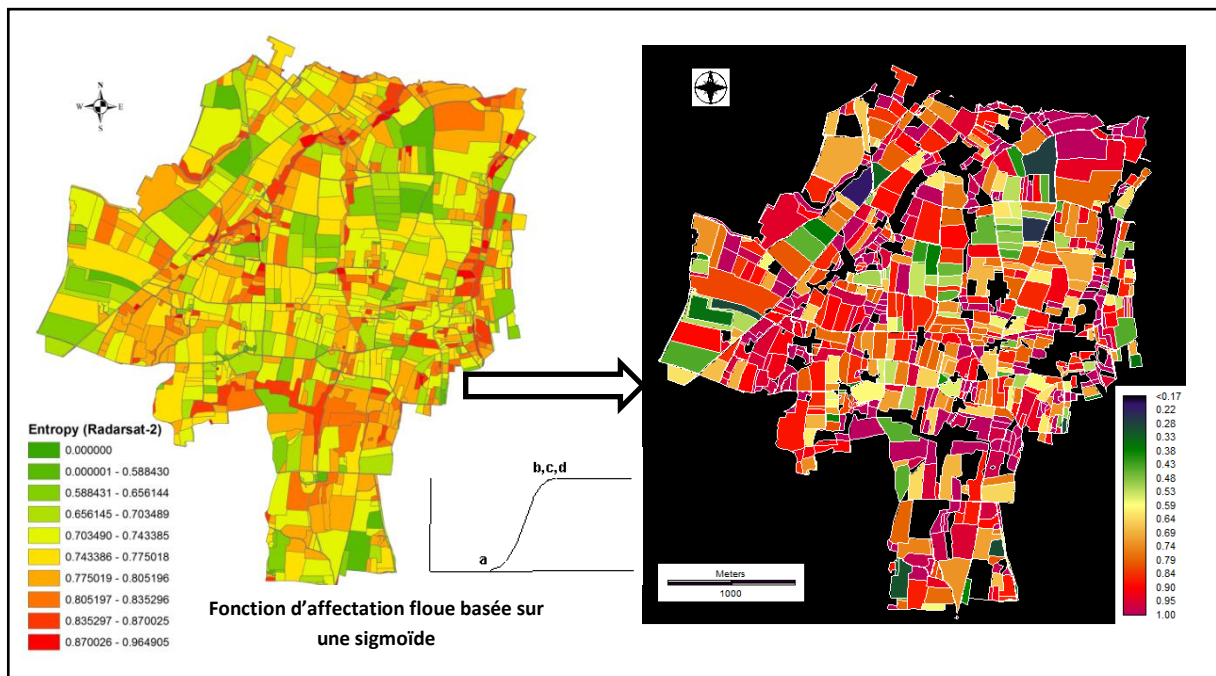 N
W
E
S
Entropy (Radarsat-2)
0.000000
0.000001 - 0.588430
0.588431 - 0.656144
0.656145 - 0.703489
0.703490 - 0.743385
0.743386 - 0.775018
0.775019 - 0.805196
0.805197 - 0.835296
0.835297 - 0.870025
0.870026 - 0.964905
a
b,c,d
Fonction d’affectation floue basée sur
une sigmoïde
Meters
1000
<0.17
0.22
0.28
0.33
0.38
0.43
0.48
0.53
0.59
0.64
0.69
0.74
0.79
0.84
0.90
0.95
1.00